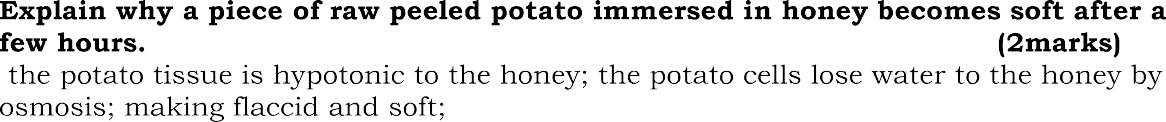 Explain why a piece of raw peeled potato immersed in honey becomes soft after a
few hours. (2marks)
the potato tissue is hypotonic to the honey; the potato cells lose water to the honey by
osmosis; making flaccid and soft;